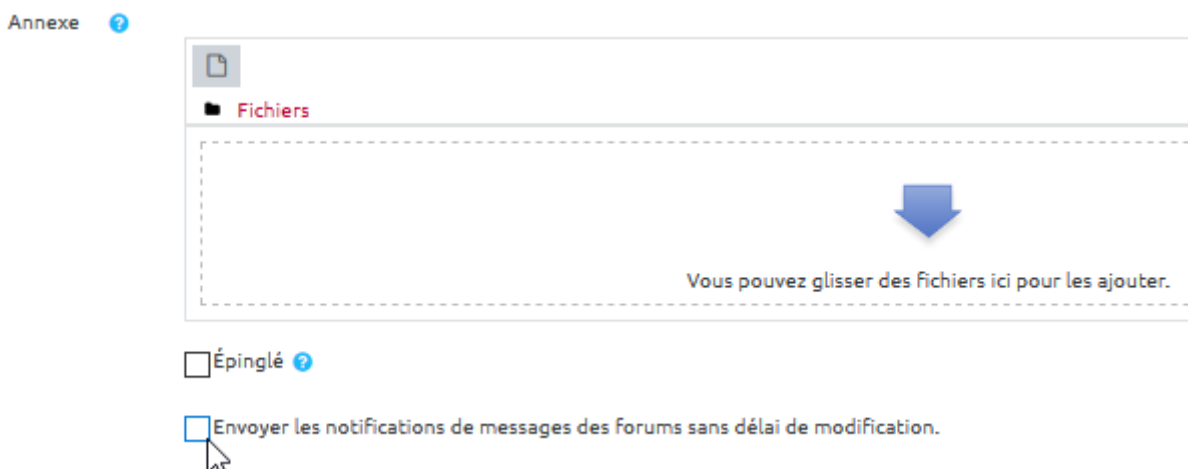 Annexe
Fichiers
Vous pouvez glisser des fichiers ici pour les ajouter.
Épinglé
Envoyer les notifications de messages des forums sans délai de modification.